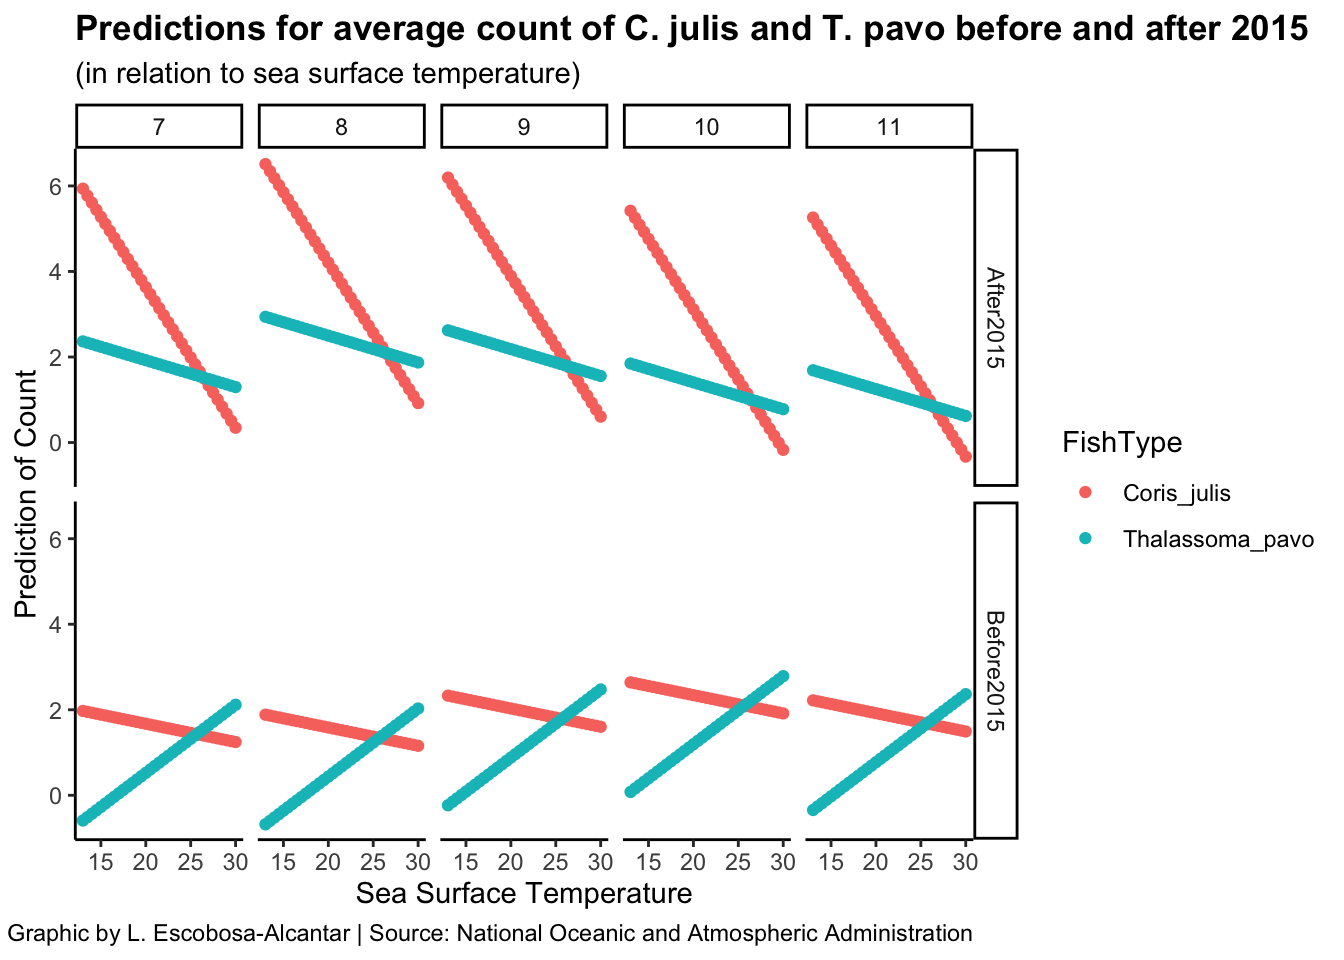 Predictions for average count of C. julis and T. pavo before and after 2015
(in relation to sea surface temperature)
7 8 9 10 11
6
4
2
0
After2015
Prediction of Count
6
4
2
0
Before2015
15 20 25 30 15 20 25 30 15 20 25 30 15 20 25 30 15 20 25 30
Sea Surface Temperature
FishType
Coris_julis
Thalassoma_pavo
Graphic by L. Escobosa-Alcantar | Source: National Oceanic and Atmospheric Administration